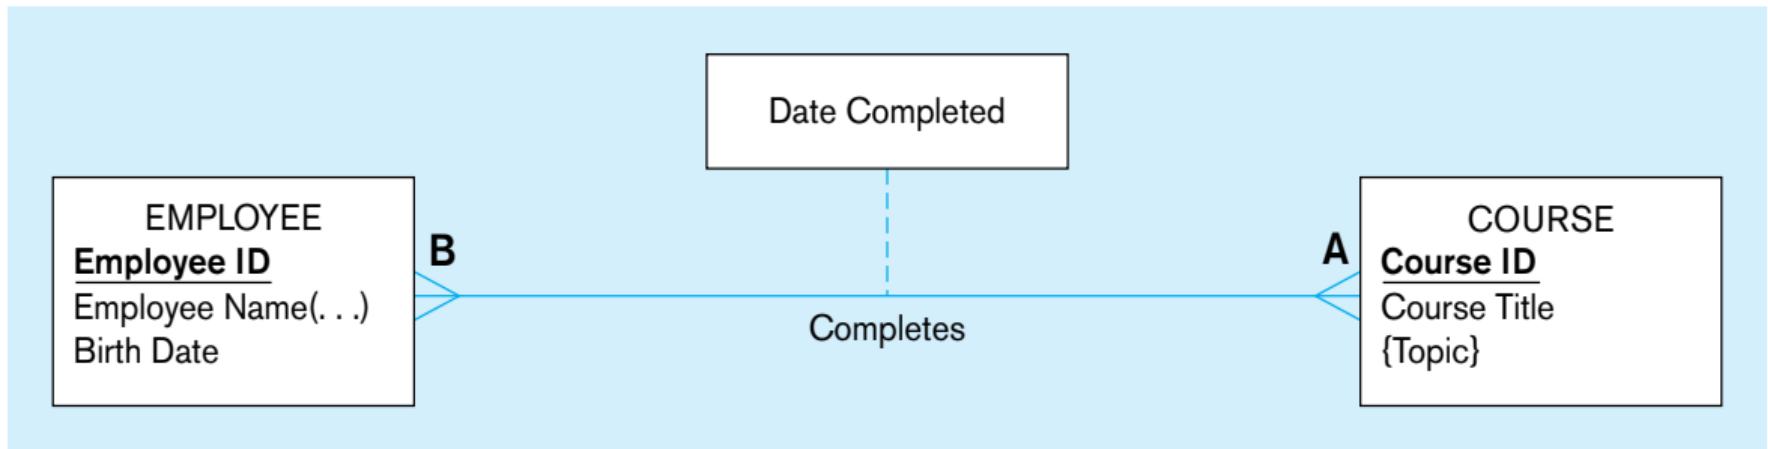 Date Completed
EMPLOYEE
Employee ID
Employee Name(. . .)
Birth Date
B
Completes
A
COURSE
Course ID
Course Title
{Topic}